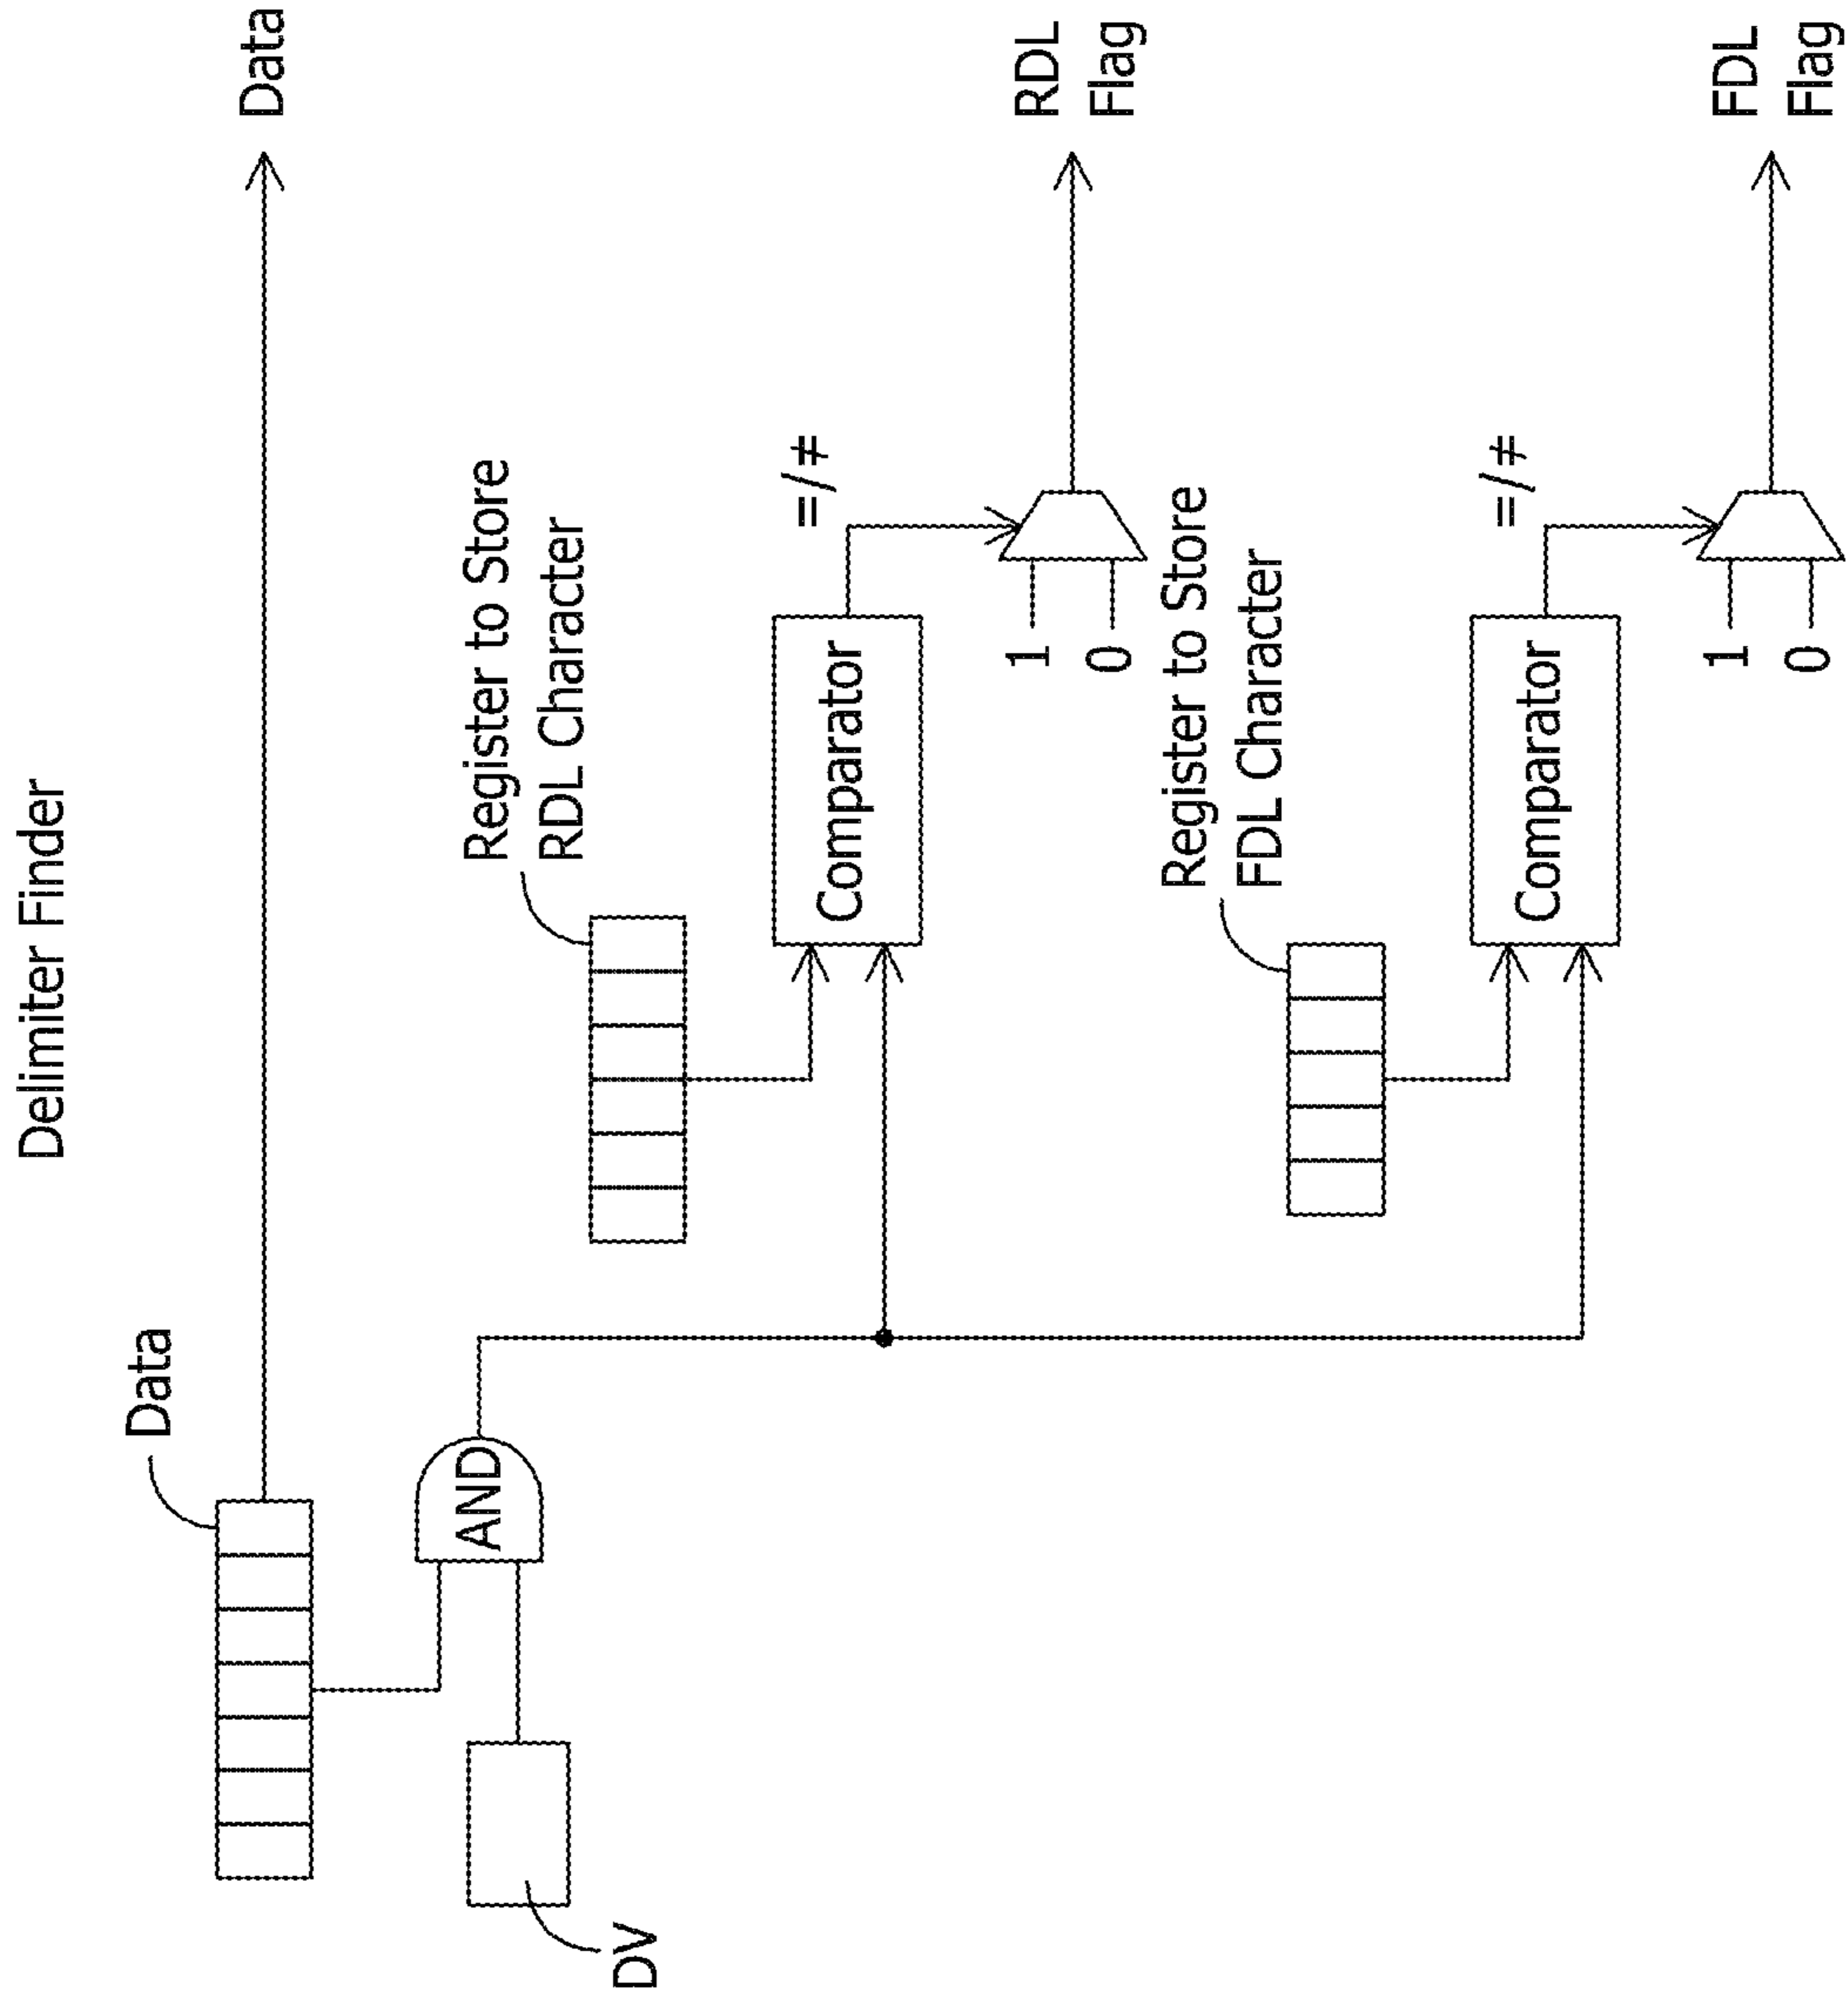 Delimiter Finder
Data
Data
DV
AND
Register to Store
RDL Character
Comparator
=/≠
1
0
RDL
Flag
Register to Store
FDL Character
Comparator
=/≠
1
0
FDL
Flag